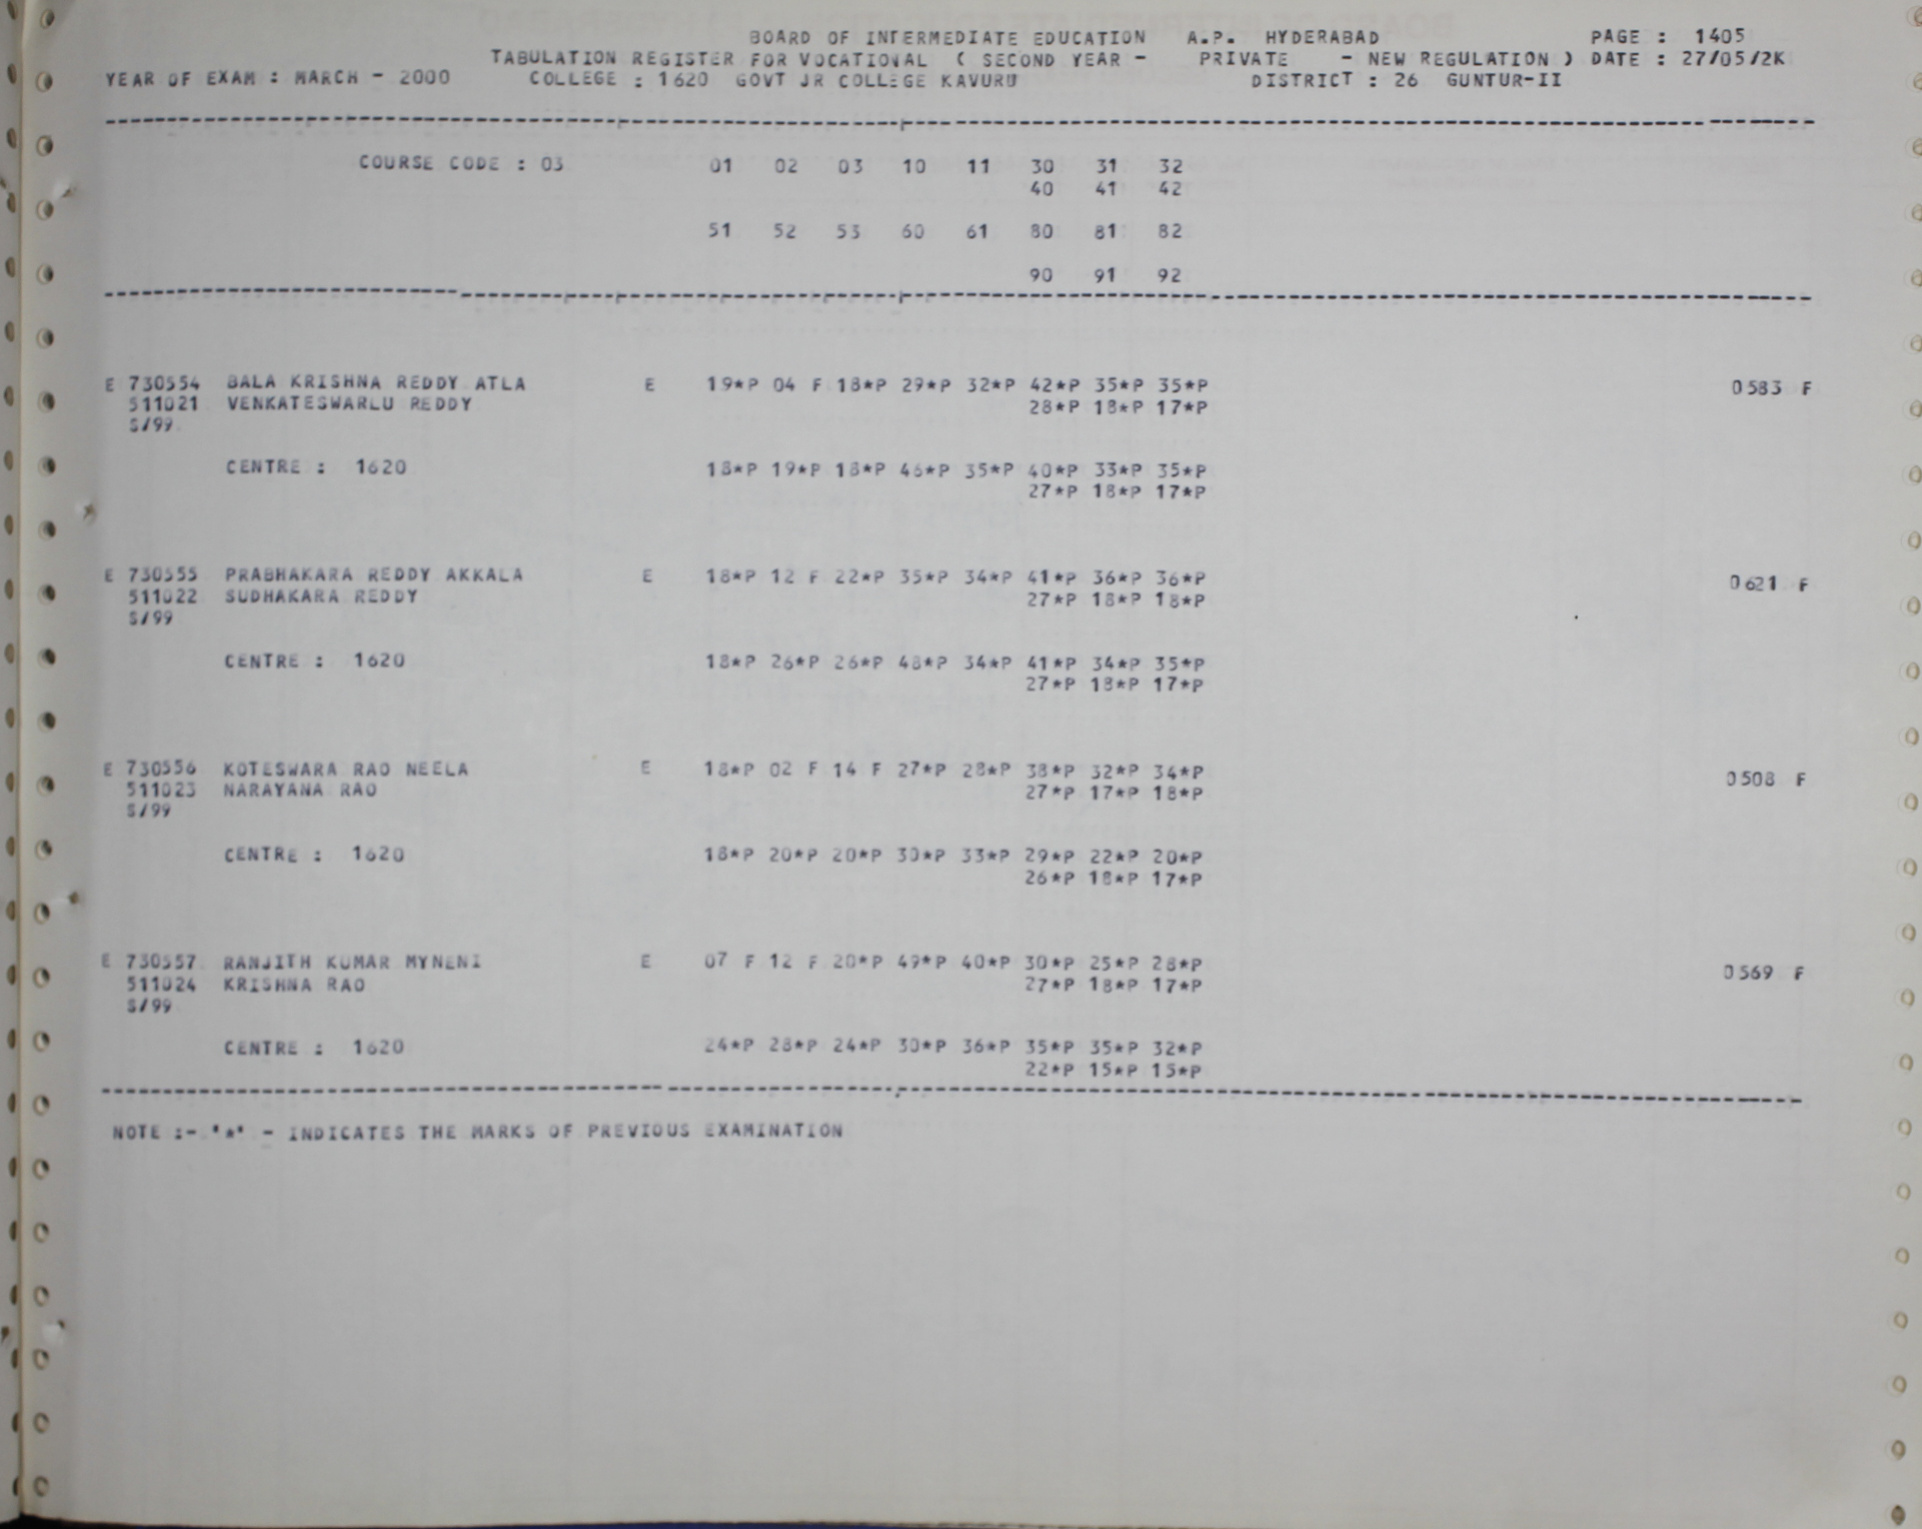 BOARD OF INTERMEDIATE EDUCATION A.P. HYDERABAD PAGE : 1405
TABULATION REGISTER FOR VOCATIONAL ( SECOND YEAR - PRIVATE - NEW REGULATION ) DATE : 27/05/2K
YEAR OF EXAM : MARCH - 2000 COLLEGE : 1620 GOVT JR COLLEGE KAVURU DISTRICT : 26 GUNTUR-II
COURSE CODE : 03 01 02 03 10 11 30 31 32
40 41 42
51 52 53 60 61 80 81 82
90 91 92
E 730554 BALA KRISHNA REDDY ATLA E 19*P 04 F 18*P 29*P 32*P 42*P 35*P 35*P 0583 F
511021 VENKATESWARLU REDDY 28*P 18*P 17*P
S/99
CENTRE : 1620 18*P 19*P 18*P 46*P 35*P 40*P 33*P 35*P
27*P 18*P 17*P
E 730555 PRABHAKARA REDDY AKKALA E 18*P 12 F 22*P 35*P 34*P 41*P 36*P 36*P 0621 F
511022 SUDHAKARA REDDY 27*P 18*P 18*P
S/99
CENTRE : 1620 18*P 26*P 26*P 48*P 34*P 41*P 34*P 35*P
27*P 18*P 17*P
E 730556 KOTESWARA RAO NEELA E 18*P 02 F 14 F 27*P 28*P 38*P 32*P 34*P 0508 F
511023 NARAYANA RAO 27*P 17*P 18*P
S/99
CENTRE : 1620 18*P 20*P 20*P 30*P 33*P 29*P 22*P 20*P
26*P 18*P 17*P
E 730557 RANJITH KUMAR MYNENI E 07 F 12 F 20*P 49*P 40*P 30*P 25*P 28*P 0569 F
511024 KRISHNA RAO 27*P 18*P 17*P
S/99
CENTRE : 1620 24*P 28*P 24*P 30*P 36*P 35*P 35*P 32*P
22*P 15*P 15*P
NOTE :- '*' - INDICATES THE MARKS OF PREVIOUS EXAMINATION